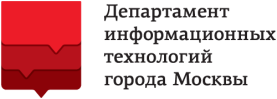 Департамент
информационных
технологий
города Москвы